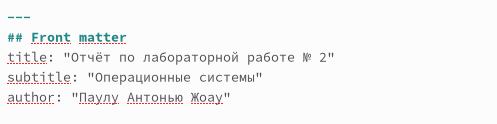 ---
## Front matter
title: "Отчёт по лабораторной работе № 2"
subtitle: "Операционные системы"
author: "Паулу Антонью Жоау"